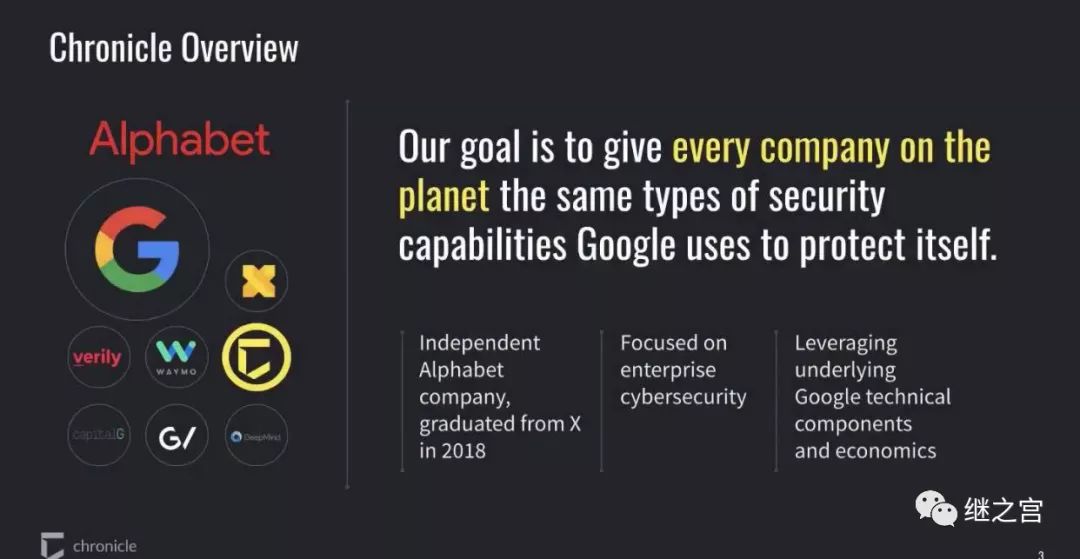 Chronicle Overview
Alphabet
G
X
verily
WAYMO
capitalG
G/
DeepMind
Our goal is to give every company on the
planet the same types of security
capabilities Google uses to protect itself.
Independent
Alphabet
company,
graduated from X
in 2018
Focused on
enterprise
cybersecurity
Leveraging
underlying
Google technical
components
and economics
继之宫
chronicle
3